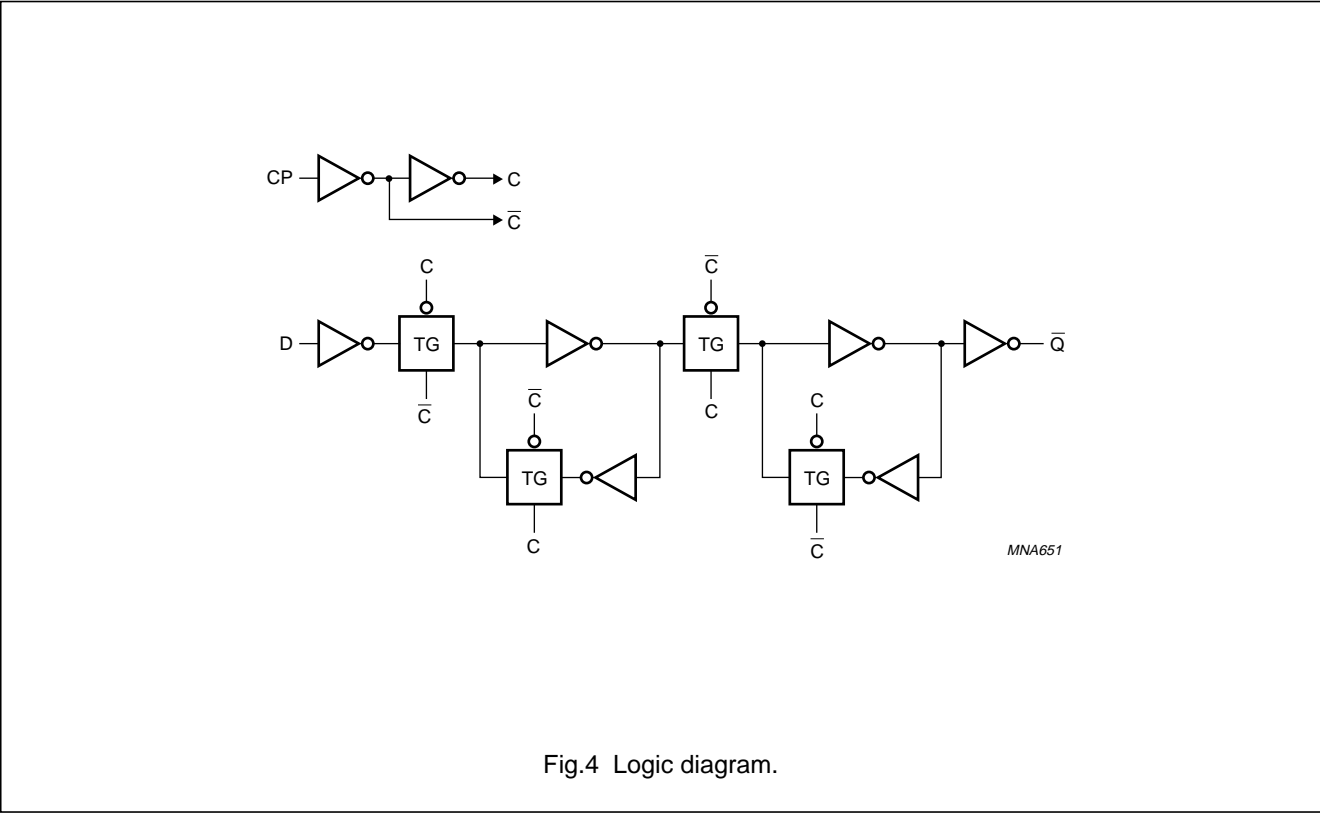 CP
C
C̅
C
C̅
D
TG
TG
Q̅
C̅
C̅
C
C
TG
TG
C
C̅
MNA651
Fig.4 Logic diagram.